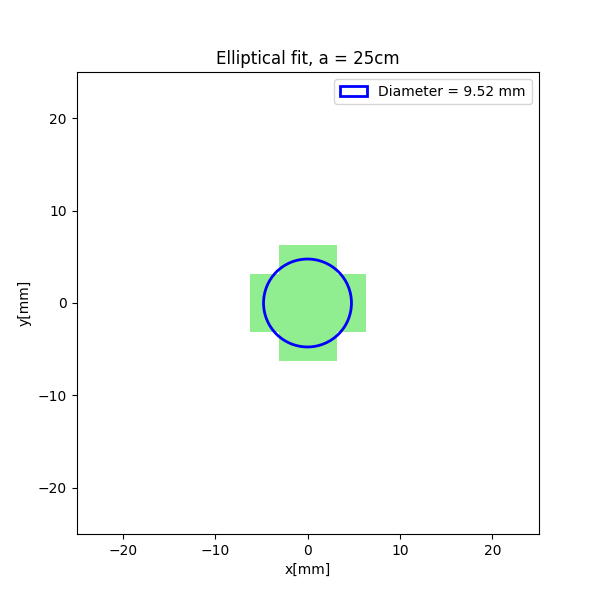 Elliptical fit, a = 25cm
Diameter = 9.52 mm
20
10
0
−10
−20
y[mm]
−20 −10 0 10 20
x[mm]